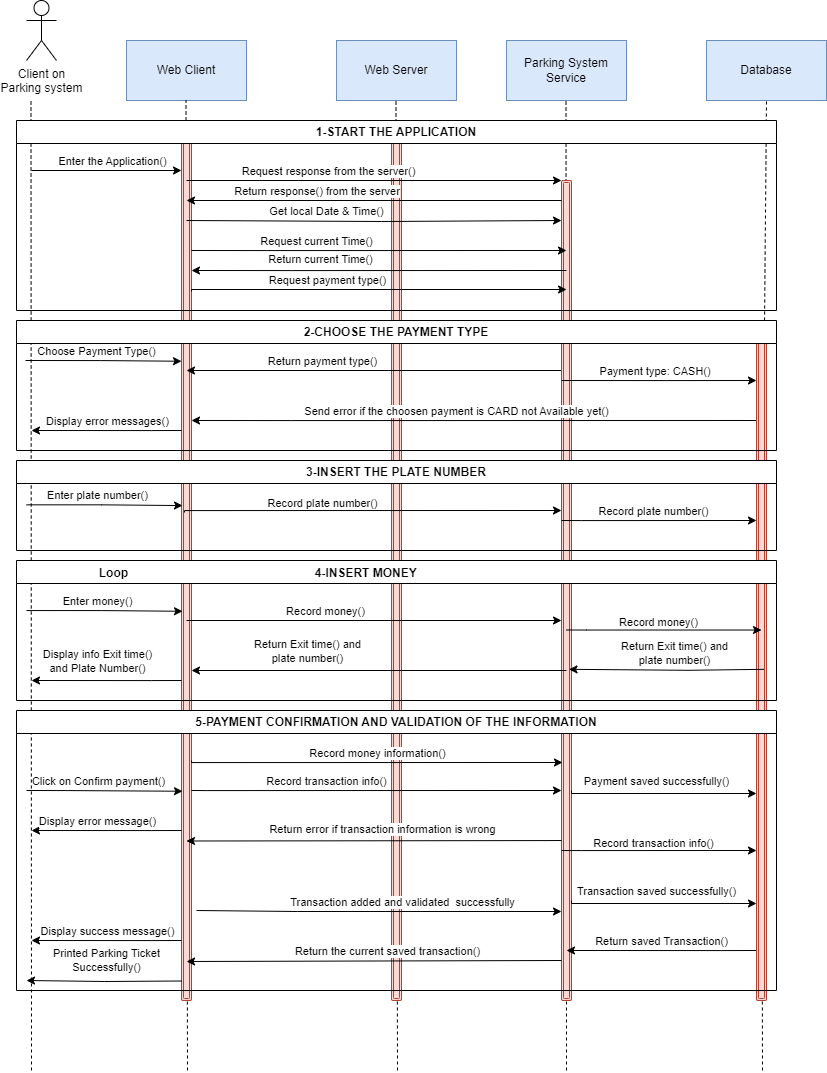 Client on
Parking system
Web Client
Web Server
Parking System
Service
Database
1-START THE APPLICATION
Enter the Application()
Request response from the server()
Return response() from the server
Get local Date & Time()
Request current Time()
Return current Time()
Request payment type()
2-CHOOSE THE PAYMENT TYPE
Choose Payment Type()
Return payment type()
Payment type: CASH()
Send error if the choosen payment is CARD not Available yet()
Display error messages()
3-INSERT THE PLATE NUMBER
Enter plate number()
Record plate number()
Record plate number()
Loop
4-INSERT MONEY
Enter money()
Record money()
Record money()
Return Exit time() and
plate number()
Return Exit time() and
plate number()
Display info Exit time()
and Plate Number()
5-PAYMENT CONFIRMATION AND VALIDATION OF THE INFORMATION
Record money information()
Click on Confirm payment()
Record transaction info()
Payment saved successfully()
Display error message()
Return error if transaction information is wrong
Record transaction info()
Transaction added and validated  successfully
Transaction saved successfully()
Display success message()
Return saved Transaction()
Printed Parking Ticket
Successfully()
Return the current saved transaction()